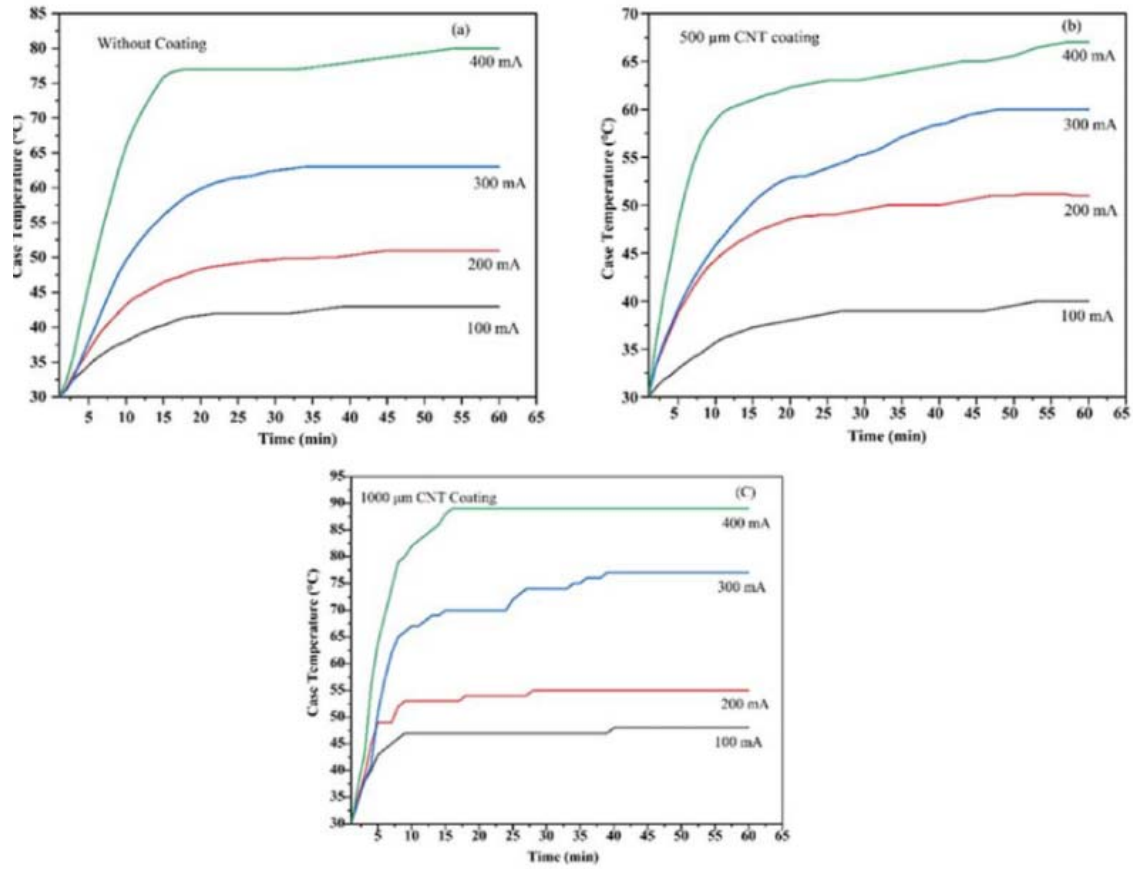 (a)
Without Coating
400 mA
300 mA
200 mA
100 mA
Case Temperature (°C)
85
80
75
70
65
60
55
50
45
40
35
30
5 10 15 20 25 30 35 40 45 50 55 60 65
Time (min)
(b)
500 μm CNT coating
400 mA
300 mA
200 mA
100 mA
Case Temperature (°C)
70
65
60
55
50
45
40
35
30
5 10 15 20 25 30 35 40 45 50 55 60 65
Time (min)
(C)
1000 μm CNT Coating
400 mA
300 mA
200 mA
100 mA
Case Temperature (°C)
95
90
85
80
75
70
65
60
55
50
45
40
35
30
5 10 15 20 25 30 35 40 45 50 55 60 65
Time (min)